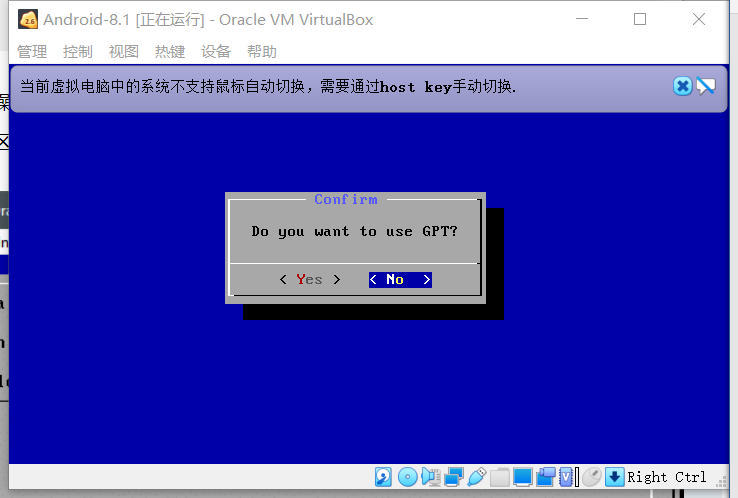 Android-8.1 [正在运行] - Oracle VM VirtualBox
管理 控制 视图 热键 设备 帮助
当前虚拟电脑中的系统不支持鼠标自动切换，需要通过host key手动切换.
Confirm
Do you want to use GPT?
< Yes > < No >
Right Ctrl